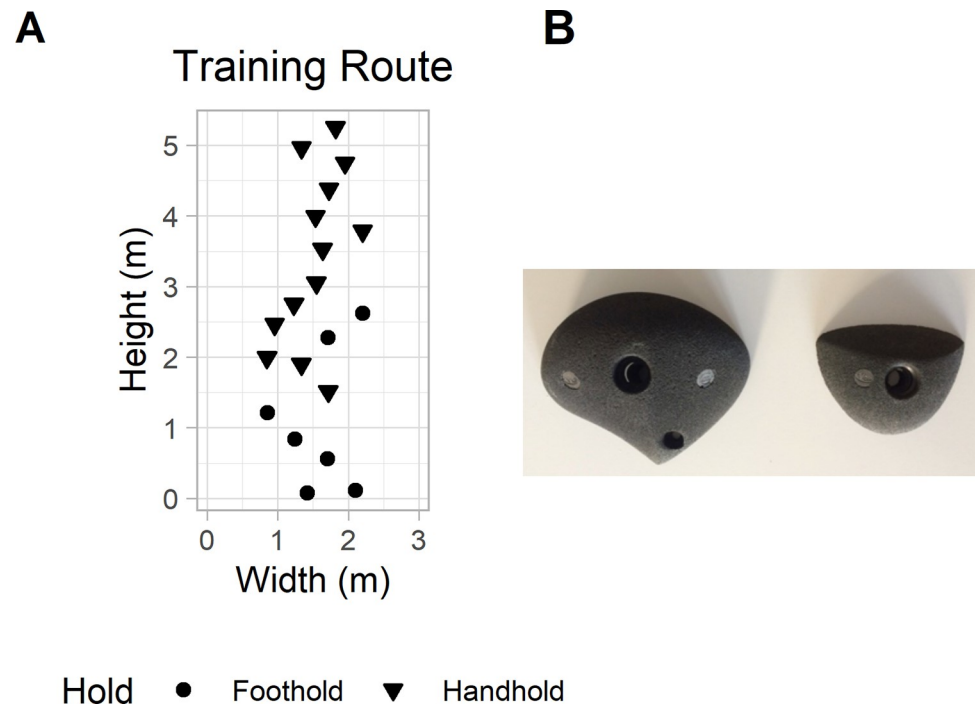 A
B
Training Route
Height (m)
5
4
3
2
1
0
0 1 2 3
Width (m)
Hold Foothold Handhold